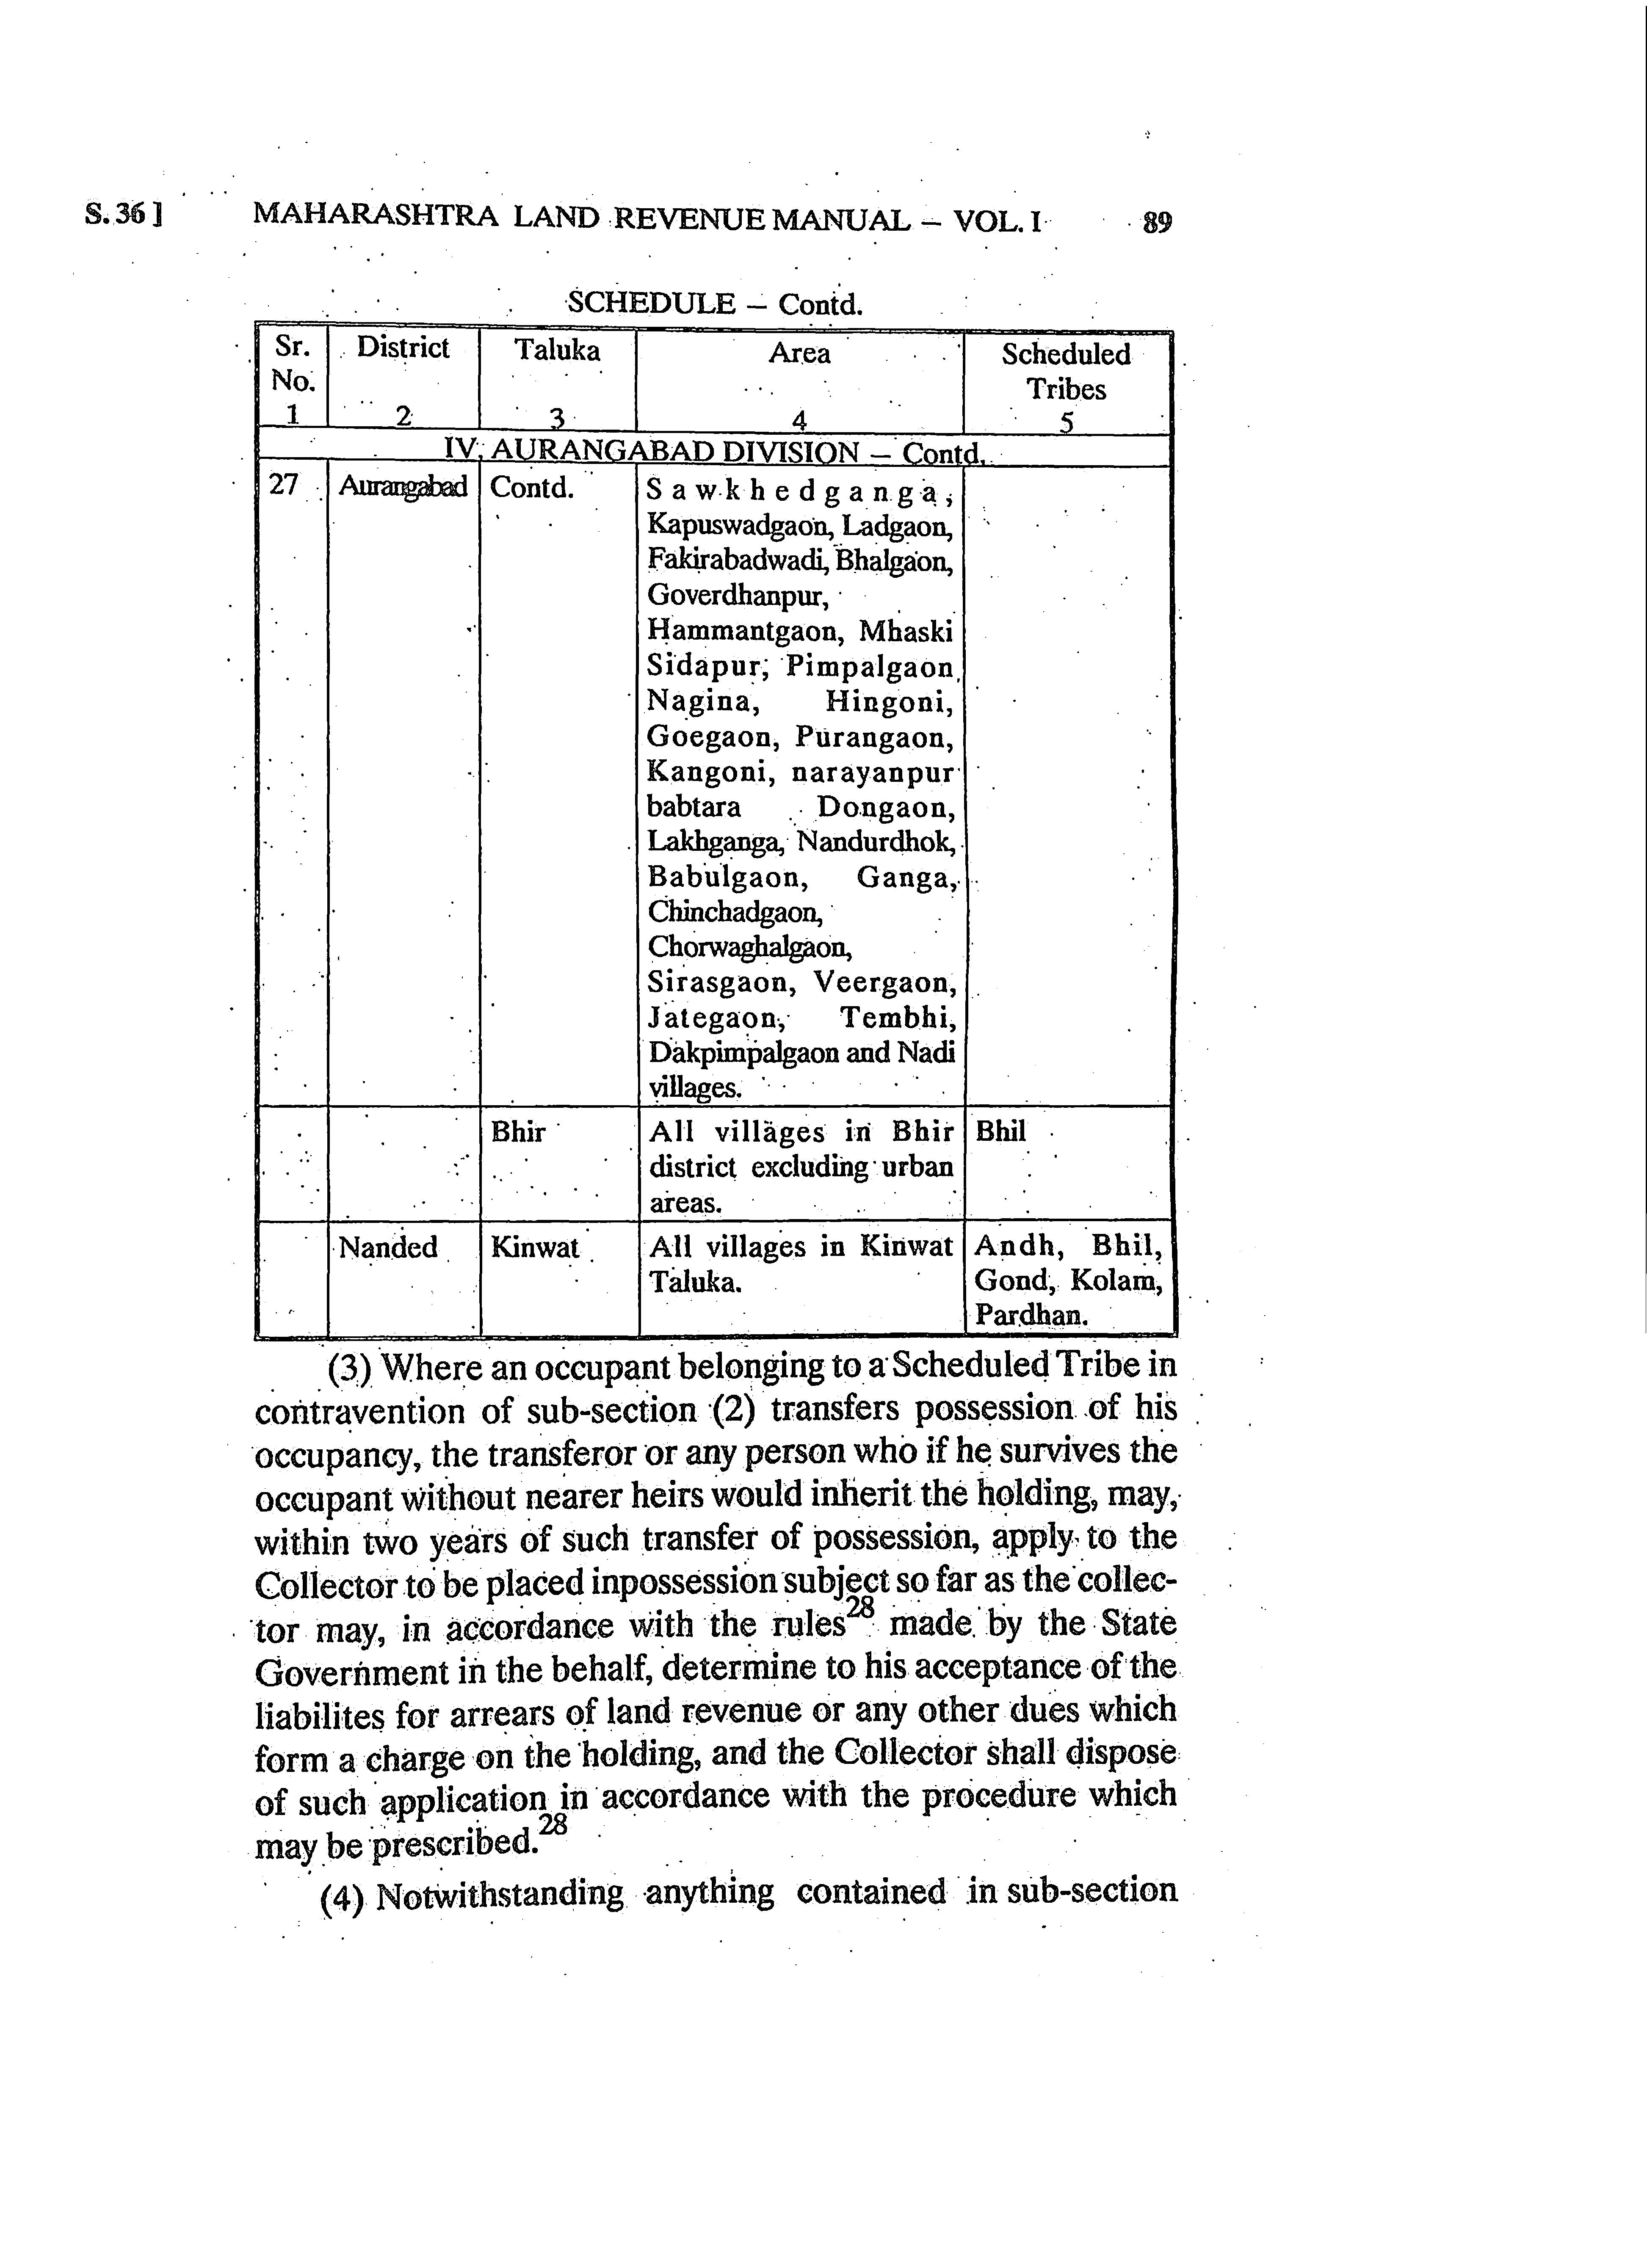 S. 36 ] MAHARASHTRA LAND REVENUE MANUAL – VOL. I 89
SCHEDULE – Contd.
Sr. District Taluka Area Scheduled
No. Tribes
1 2 3 4 5
IV. AURANGABAD DIVISION – Contd.
27 Aurangabad Contd. Sawkhedganga,
Kapuswadgaon, Ladgaon,
Fakirabadwadi, Bhalgaon,
Goverdhanpur,
Hammantgaon, Mhaski
Sidapur, Pimpalgaon
Nagina, Hingoni,
Goegaon, Purangaon,
Kangoni, narayanpur
babtara Dongaon,
Lakhganga, Nandurdhok,
Babulgaon, Ganga,
Chinchadgaon,
Chorwaghalgaon,
Sirasgaon, Veergaon,
Jategaon, Tembhi,
Dakpimpalgaon and Nadi
villages.
Bhir All villages in Bhir Bhil
district excluding urban
areas.
Nanded Kinwat All villages in Kinwat Andh, Bhil,
Taluka. Gond, Kolam,
Pardhan.
(3) Where an occupant belonging to a Scheduled Tribe in
contravention of sub-section (2) transfers possession of his
occupancy, the transferor or any person who if he survives the
occupant without nearer heirs would inherit the holding, may,
within two years of such transfer of possession, apply to the
Collector to be placed inpossession subject so far as the collec-
tor may, in accordance with the rules28 made by the State
Government in the behalf, determine to his acceptance of the
liabilites for arrears of land revenue or any other dues which
form a charge on the holding, and the Collector shall dispose
of such application in accordance with the procedure which
may be prescribed.28
(4) Notwithstanding anything contained in sub-section